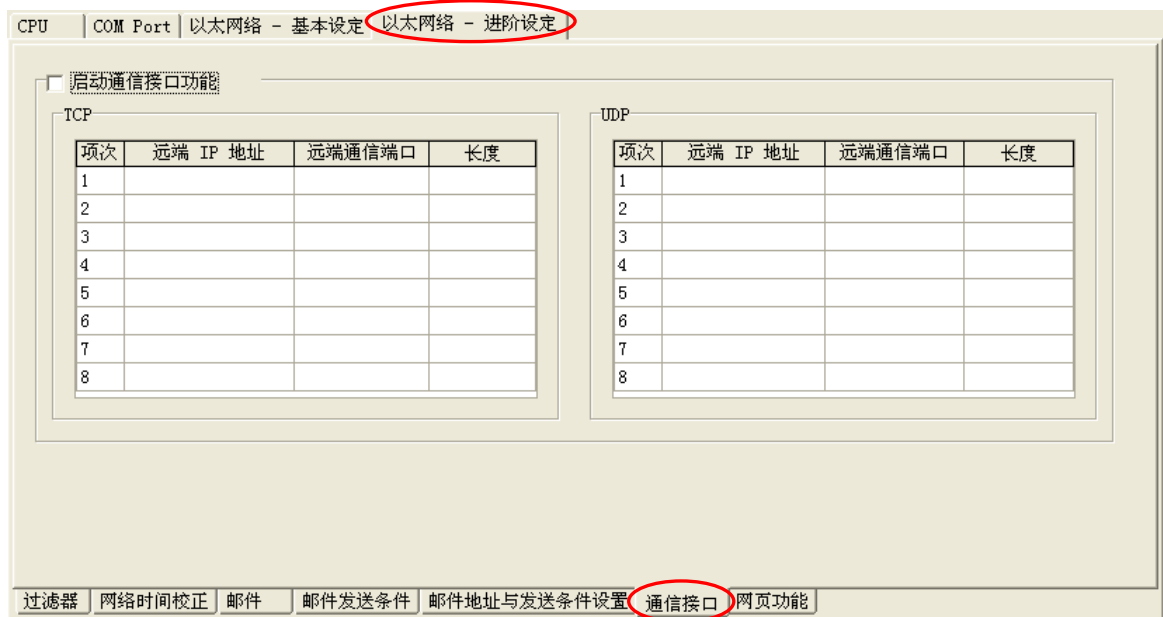 CPU COM Port 以太网络 - 基本设定 以太网络 - 进阶设定
启动通信接口功能
TCP
项次 远端 IP 地址 远端通信端口 长度
1
2
3
4
5
6
7
8
UDP
项次 远端 IP 地址 远端通信端口 长度
1
2
3
4
5
6
7
8
过滤器 网络时间校正 邮件 邮件发送条件 邮件地址与发送条件设置 通信接口 网页功能